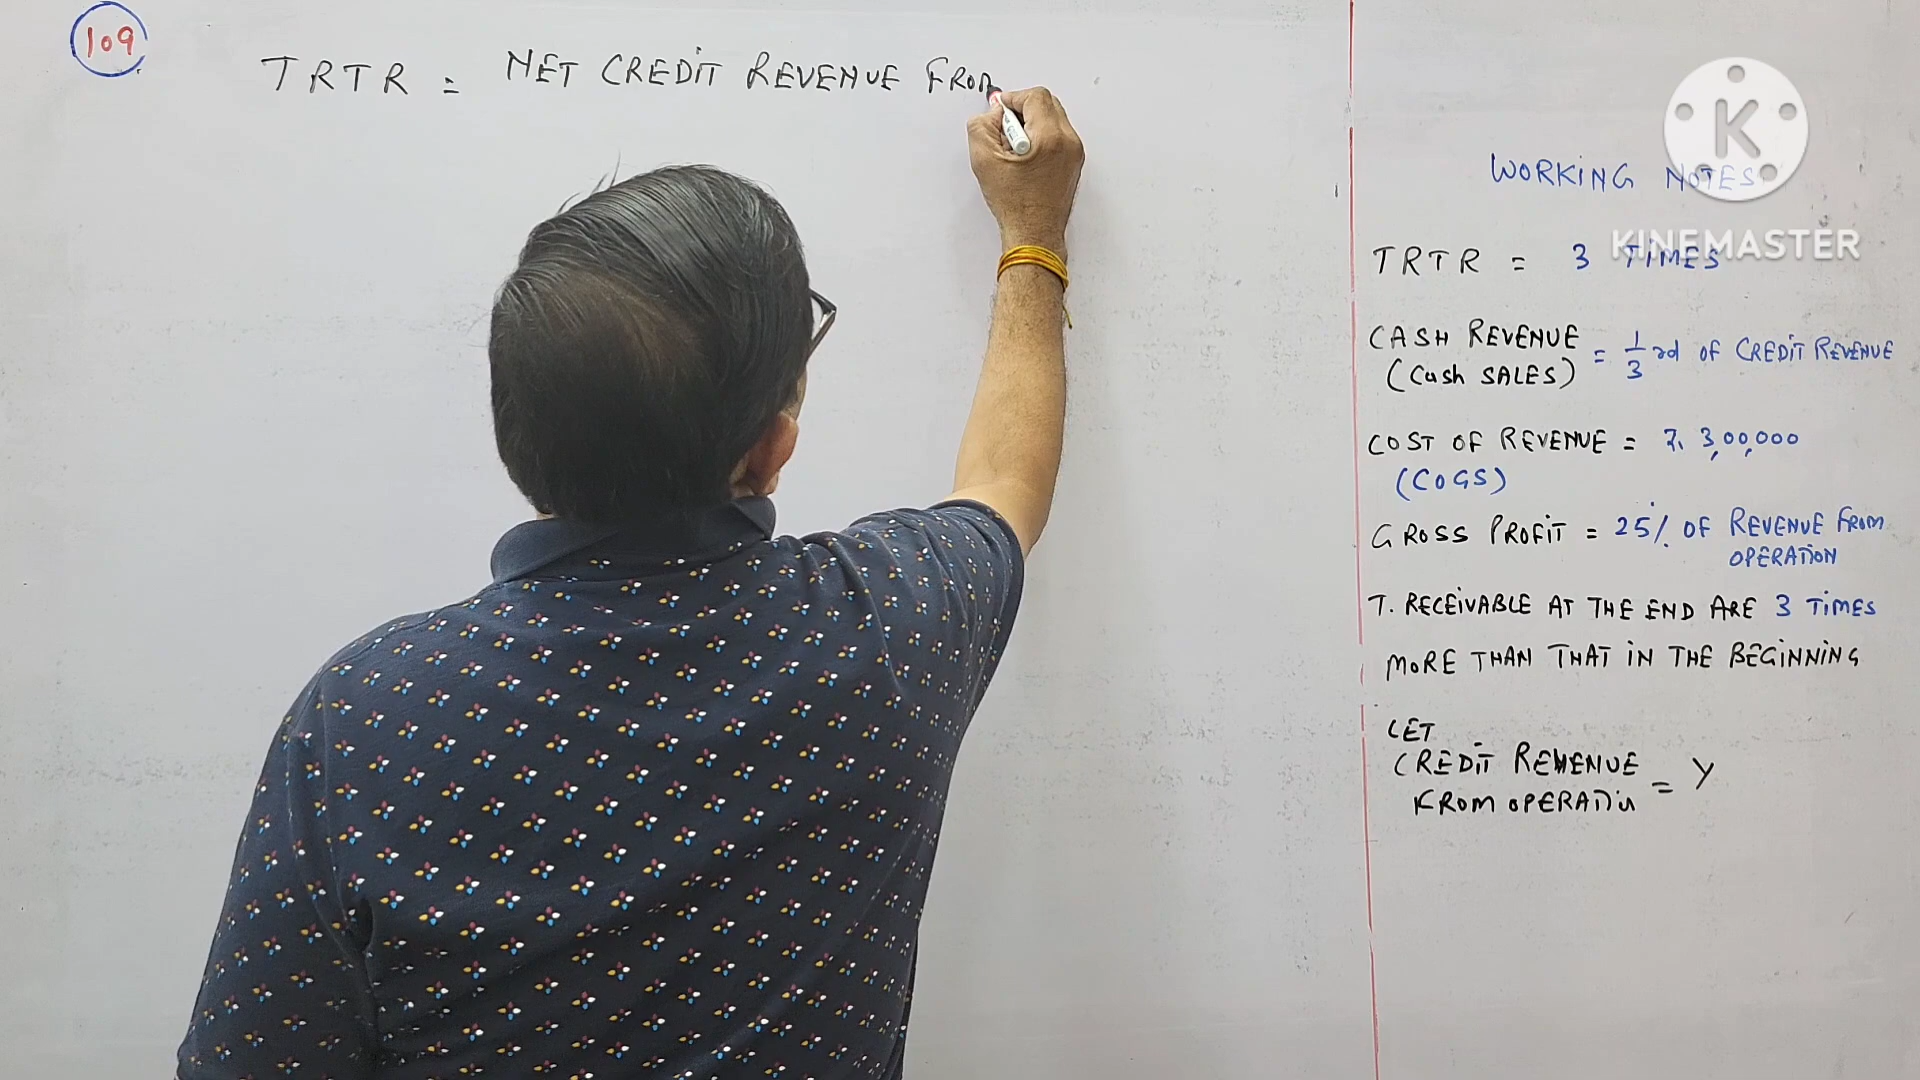 109
TRTR = NET CREDIT REVENUE FROM
WORKING NOTES
K
KINEMASTER
TRTR = 3 TIMES
CASH REVENUE
(Cash SALES) = 1/3 rd OF CREDIT REVENUE
COST OF REVENUE = ₹. 3,00,000
(COGS)
GROSS PROFIT = 25% OF REVENUE FROM
OPERATION
T. RECEIVABLE AT THE END ARE 3 TIMES
MORE THAN THAT IN THE BEGINNING
LET
CREDIT REVENUE
FROM OPERATION = Y